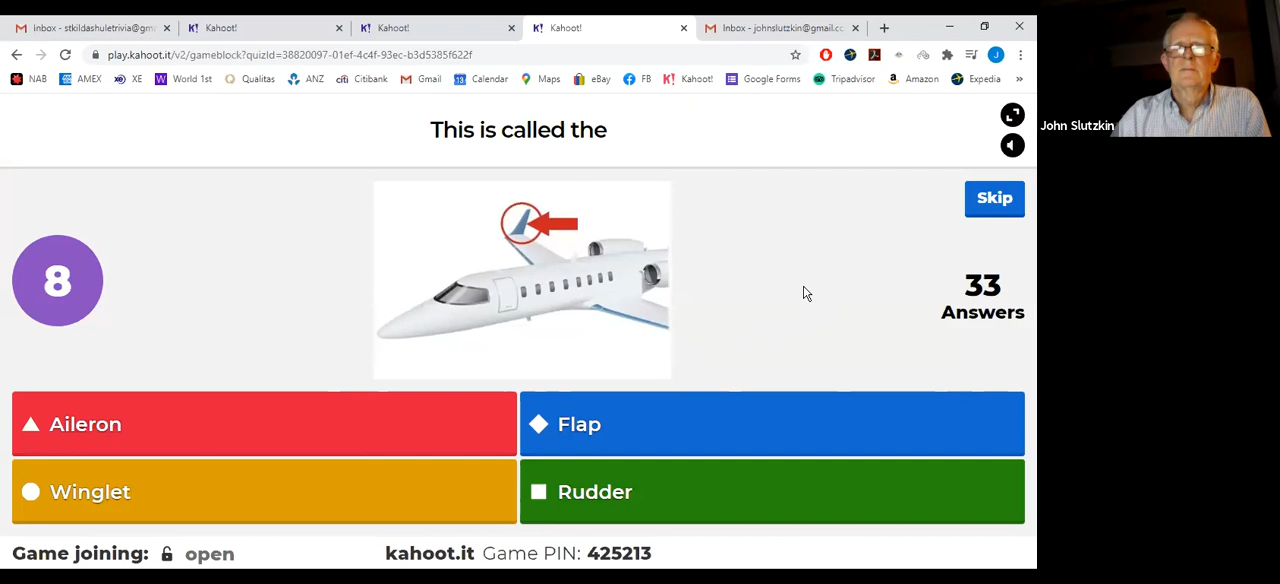 Inbox - stkildashuletrivia@gm
Kahoot!
Kahoot!
Kahoot!
Inbox - johnslutzkin@gmail.cc
play.kahoot.it/v2/gameblock?quizId=38820097-01ef-4c4f-93ec-b3d5385f622f
J
NAB
AMEX
XE
World 1st
Qualitas
ANZ
Citibank
Gmail
Calendar
Maps
eBay
FB
Kahoot!
Google Forms
Tripadvisor
Amazon
Expedia
»
This is called the
John Slutzkin
Skip
8
33
Answers
Aileron
Flap
Winglet
Rudder
Game joining: open
kahoot.it Game PIN: 425213